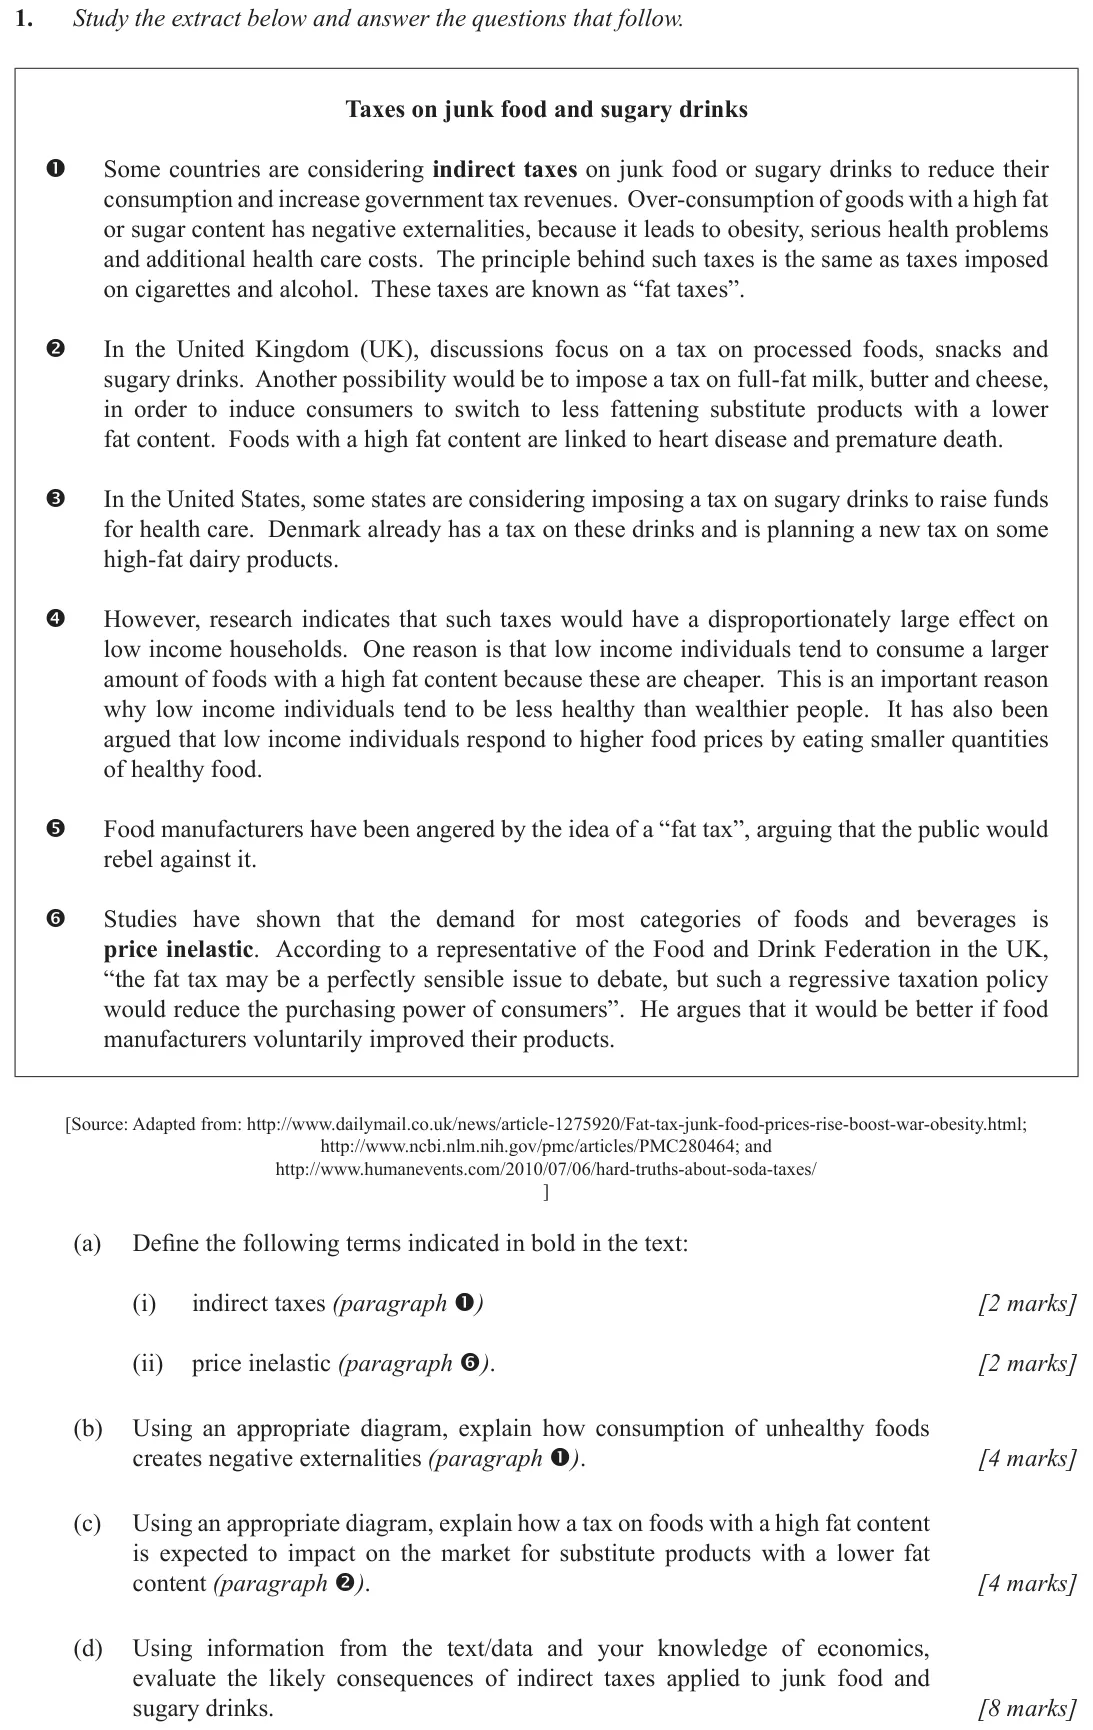 1. Study the extract below and answer the questions that follow.
Taxes on junk food and sugary drinks
❶ Some countries are considering indirect taxes on junk food or sugary drinks to reduce their
consumption and increase government tax revenues. Over-consumption of goods with a high fat
or sugar content has negative externalities, because it leads to obesity, serious health problems
and additional health care costs. The principle behind such taxes is the same as taxes imposed
on cigarettes and alcohol. These taxes are known as “fat taxes”.
❷ In the United Kingdom (UK), discussions focus on a tax on processed foods, snacks and
sugary drinks. Another possibility would be to impose a tax on full-fat milk, butter and cheese,
in order to induce consumers to switch to less fattening substitute products with a lower
fat content. Foods with a high fat content are linked to heart disease and premature death.
❸ In the United States, some states are considering imposing a tax on sugary drinks to raise funds
for health care. Denmark already has a tax on these drinks and is planning a new tax on some
high-fat dairy products.
❹ However, research indicates that such taxes would have a disproportionately large effect on
low income households. One reason is that low income individuals tend to consume a larger
amount of foods with a high fat content because these are cheaper. This is an important reason
why low income individuals tend to be less healthy than wealthier people. It has also been
argued that low income individuals respond to higher food prices by eating smaller quantities
of healthy food.
❺ Food manufacturers have been angered by the idea of a “fat tax”, arguing that the public would
rebel against it.
❻ Studies have shown that the demand for most categories of foods and beverages is
price inelastic. According to a representative of the Food and Drink Federation in the UK,
“the fat tax may be a perfectly sensible issue to debate, but such a regressive taxation policy
would reduce the purchasing power of consumers”. He argues that it would be better if food
manufacturers voluntarily improved their products.
[Source: Adapted from: http://www.dailymail.co.uk/news/article-1275920/Fat-tax-junk-food-prices-rise-boost-war-obesity.html;
http://www.ncbi.nlm.nih.gov/pmc/articles/PMC280464; and
http://www.humanevents.com/2010/07/06/hard-truths-about-soda-taxes/
]
(a) Define the following terms indicated in bold in the text:
(i) indirect taxes (paragraph ❶) [2 marks]
(ii) price inelastic (paragraph ❻). [2 marks]
(b) Using an appropriate diagram, explain how consumption of unhealthy foods
creates negative externalities (paragraph ❶). [4 marks]
(c) Using an appropriate diagram, explain how a tax on foods with a high fat content
is expected to impact on the market for substitute products with a lower fat
content (paragraph ❷). [4 marks]
(d) Using information from the text/data and your knowledge of economics,
evaluate the likely consequences of indirect taxes applied to junk food and
sugary drinks. [8 marks]